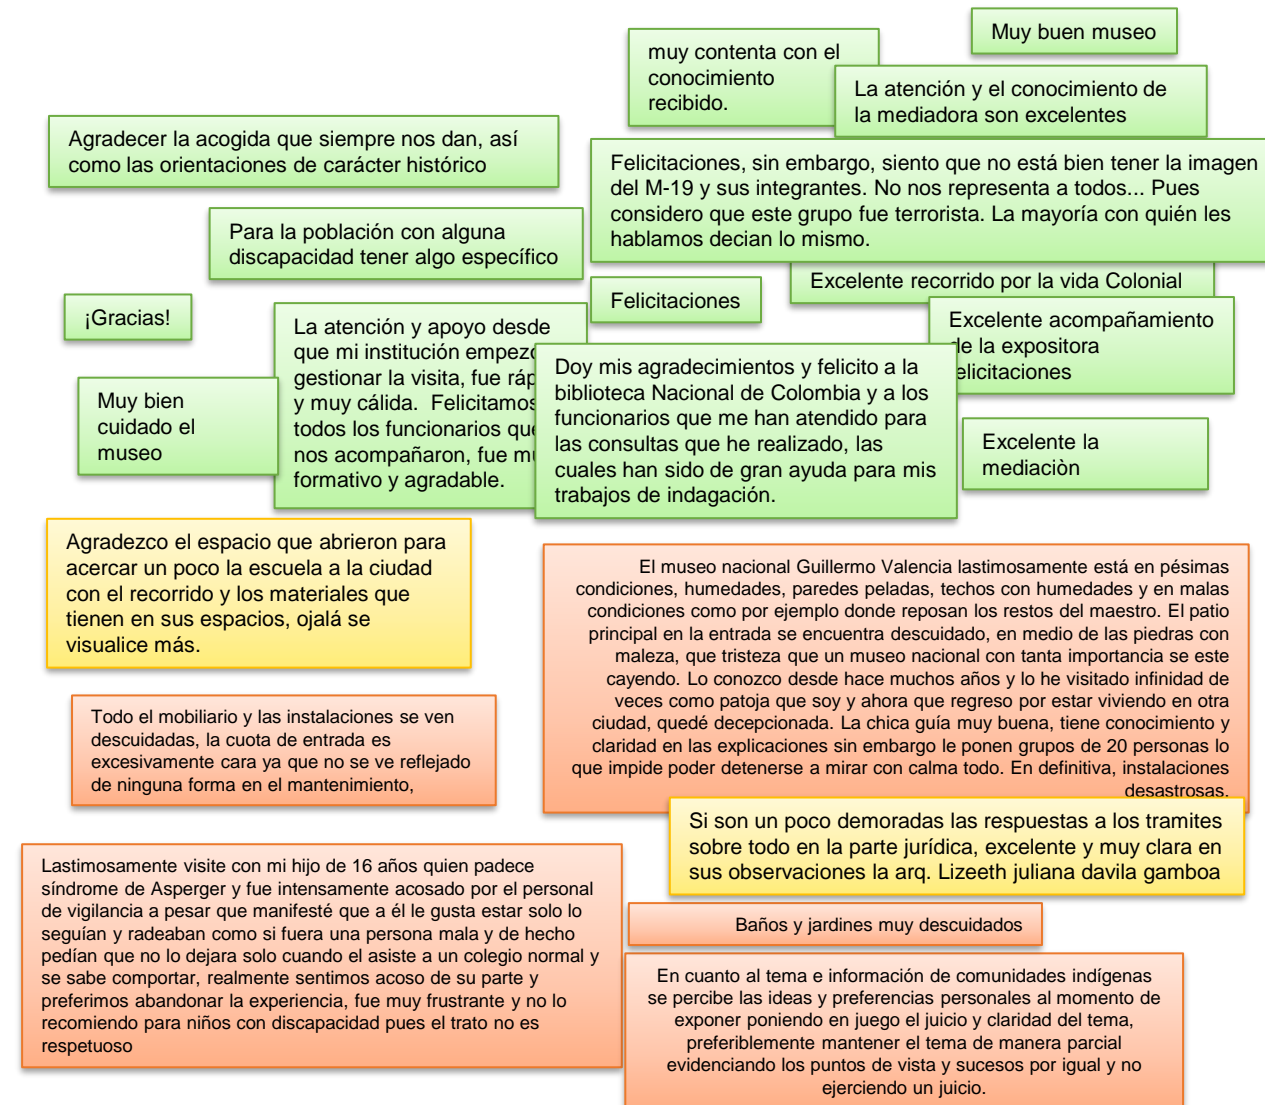 Muy buen museo
muy contenta con el
conocimiento
recibido.
La atención y el conocimiento de
la mediadora son excelentes
Agradecer la acogida que siempre nos dan, así
como las orientaciones de carácter histórico
Felicitaciones, sin embargo, siento que no está bien tener la imagen
del M-19 y sus integrantes. No nos representa a todos... Pues
considero que este grupo fue terrorista. La mayoría con quién les
hablamos decian lo mismo.
Para la población con alguna
discapacidad tener algo específico
Excelente recorrido por la vida Colonial
Felicitaciones
¡Gracias!
Excelente acompañamiento
de la expositora
felicitaciones
La atención y apoyo desde
que mi institución empezó
gestionar la visita, fue
y muy cálida. Felicitamos
todos los funcionarios que
nos acompañaron, fue
formativo y agradable.
Doy mis agradecimientos y felicito a la
biblioteca Nacional de Colombia y a los
funcionarios que me han atendido para
las consultas que he realizado, las
cuales han sido de gran ayuda para mis
trabajos de indagación.
Muy bien
cuidado el
museo
Excelente la
mediaciòn
Agradezco el espacio que abrieron para
acercar un poco la escuela a la ciudad
con el recorrido y los materiales que
tienen en sus espacios, ojalá se
visualice más.
El museo nacional Guillermo Valencia lastimosamente está en pésimas
condiciones, humedades, paredes peladas, techos con humedades y en malas
condiciones como por ejemplo donde reposan los restos del maestro. El patio
principal en la entrada se encuentra descuidado, en medio de las piedras con
maleza, que tristeza que un museo nacional con tanta importancia se este
cayendo. Lo conozco desde hace muchos años y lo he visitado infinidad de
veces como patoja que soy y ahora que regreso por estar viviendo en otra
ciudad, quedé decepcionada. La chica guía muy buena, tiene conocimiento y
claridad en las explicaciones sin embargo le ponen grupos de 20 personas lo
que impide poder detenerse a mirar con calma todo. En definitiva, instalaciones
desastrosas.
Todo el mobiliario y las instalaciones se ven
descuidadas, la cuota de entrada es
excesivamente cara ya que no se ve reflejado
de ninguna forma en el mantenimiento,
Si son un poco demoradas las respuestas a los tramites
sobre todo en la parte jurídica, excelente y muy clara en
sus observaciones la arq. Lizeeth juliana davila gamboa
Lastimosamente visite con mi hijo de 16 años quien padece
síndrome de Asperger y fue intensamente acosado por el personal
de vigilancia a pesar que manifesté que a él le gusta estar solo lo
seguían y radeaban como si fuera una persona mala y de hecho
pedían que no lo dejara solo cuando el asiste a un colegio normal y
se sabe comportar, realmente sentimos acoso de su parte y
preferimos abandonar la experiencia, fue muy frustrante y no lo
recomiendo para niños con discapacidad pues el trato no es
respetuoso
Baños y jardines muy descuidados
En cuanto al tema e información de comunidades indígenas
se percibe las ideas y preferencias personales al momento de
exponer poniendo en juego el juicio y claridad del tema,
preferiblemente mantener el tema de manera parcial
evidenciando los puntos de vista y sucesos por igual y no
ejerciendo un juicio.